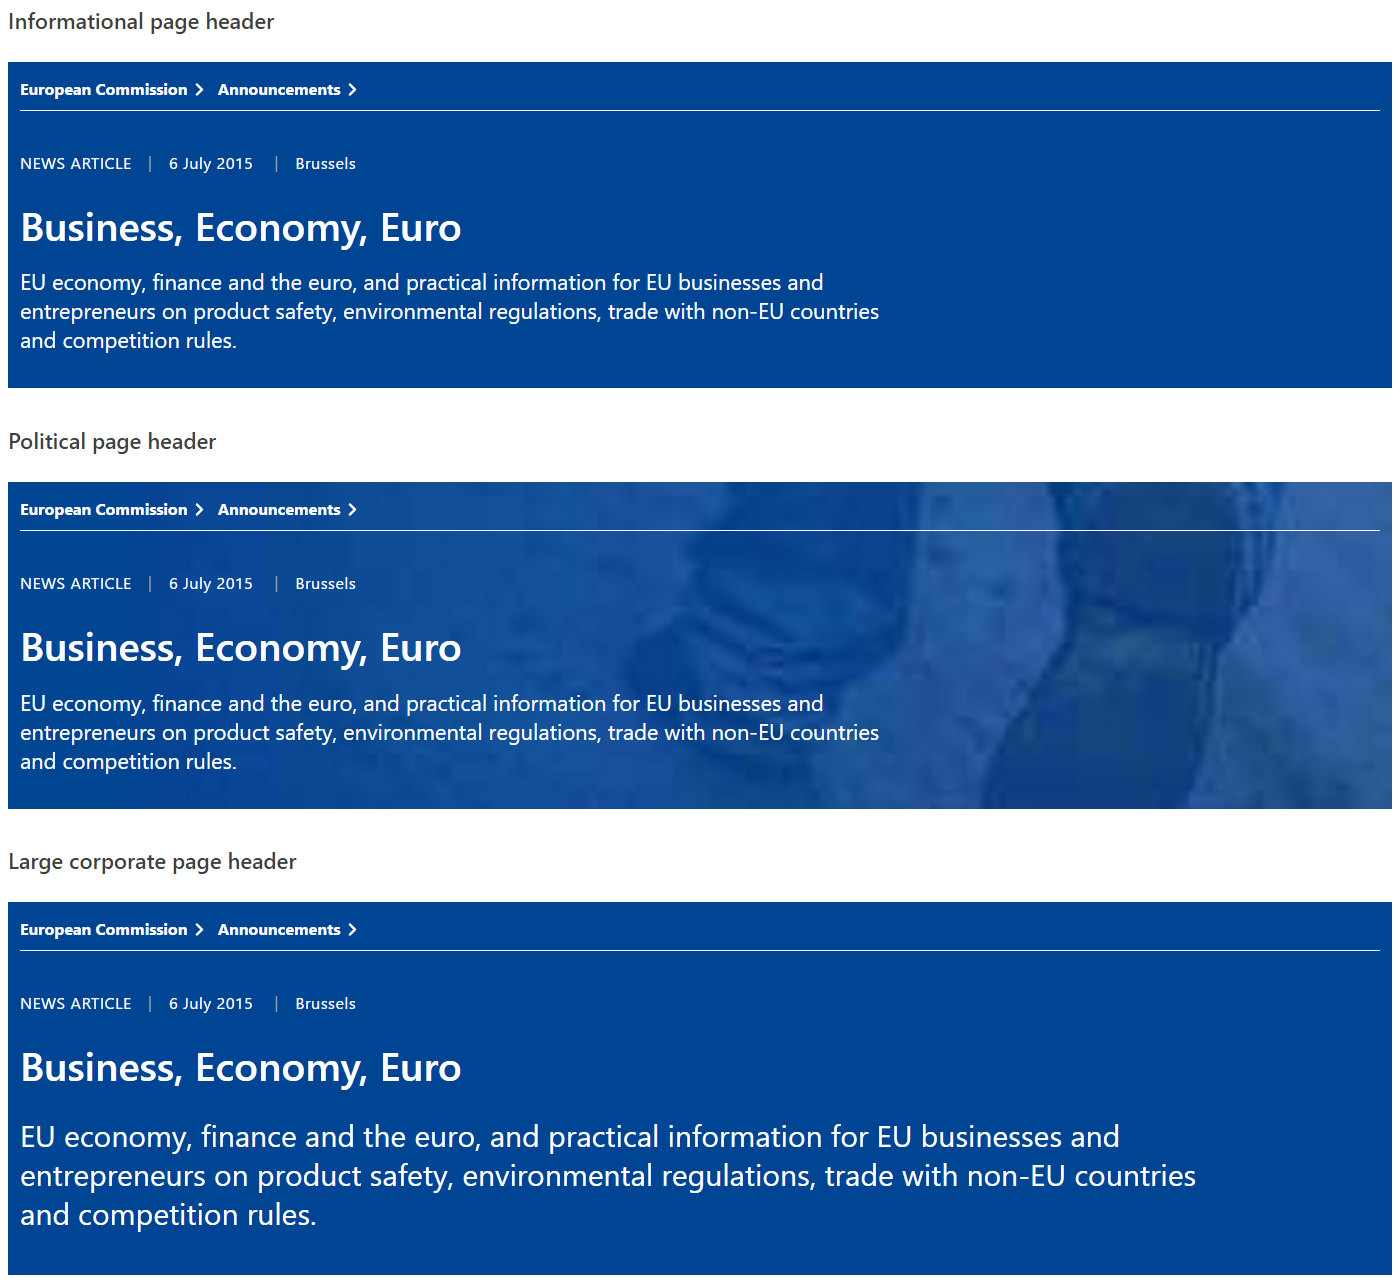 Informational page header
European Commission > Announcements >
NEWS ARTICLE | 6 July 2015 | Brussels
Business, Economy, Euro
EU economy, finance and the euro, and practical information for EU businesses and
entrepreneurs on product safety, environmental regulations, trade with non-EU countries
and competition rules.
Political page header
European Commission > Announcements >
NEWS ARTICLE | 6 July 2015 | Brussels
Business, Economy, Euro
EU economy, finance and the euro, and practical information for EU businesses and
entrepreneurs on product safety, environmental regulations, trade with non-EU countries
and competition rules.
Large corporate page header
European Commission > Announcements >
NEWS ARTICLE | 6 July 2015 | Brussels
Business, Economy, Euro
EU economy, finance and the euro, and practical information for EU businesses and
entrepreneurs on product safety, environmental regulations, trade with non-EU countries
and competition rules.